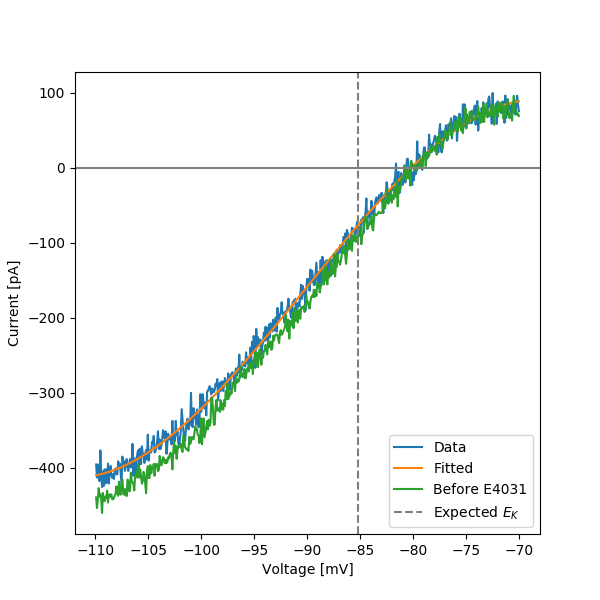 100
0
−100
−200
−300
−400
Current [pA]
Data
Fitted
Before E4031
Expected E_K
−110 −105 −100 −95 −90 −85 −80 −75 −70
Voltage [mV]